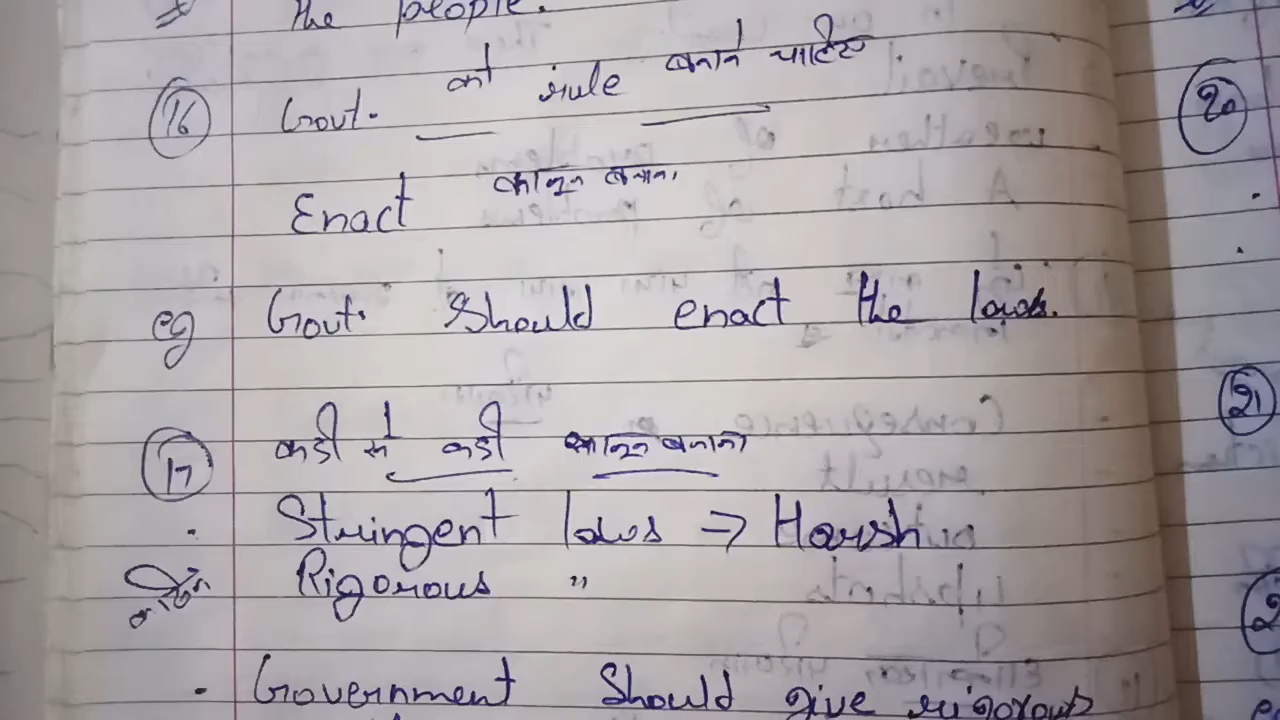 the people.
16 Govt. को rule बनाने चाहिए
Enact कानून बनाना
eg Govt. Should enact the laws.
17 कडी से कडी कानून बनाना
Stringent laws => Harsh
Rigorous "
Government Should give rigorous
20
21